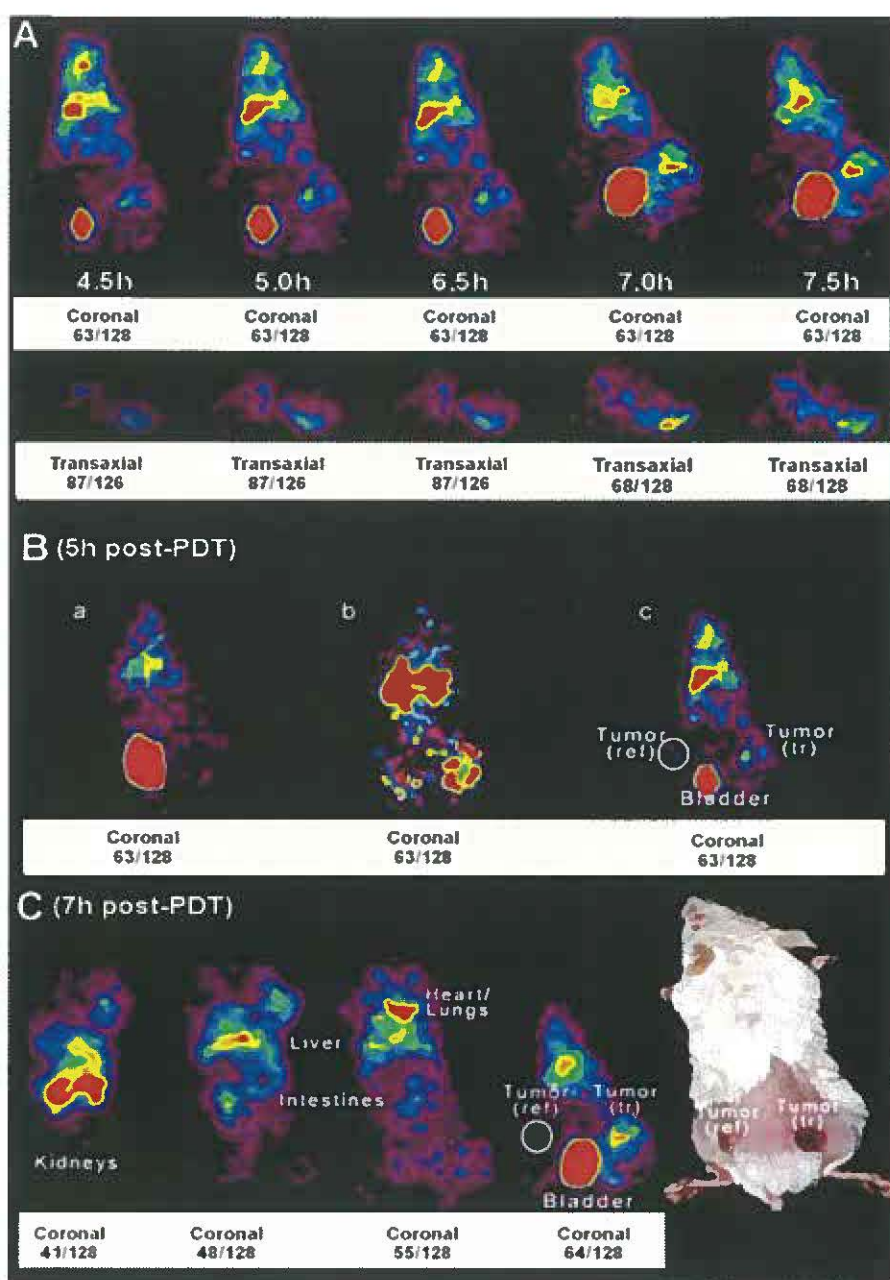 A
4.5h 5.0h 6.5h 7.0h 7.5h
Coronal Coronal Coronal Coronal Coronal
63/128 63/128 63/128 63/128 63/128
Transaxial Transaxial Transaxial Transaxial Transaxial
87/126 87/126 87/126 68/128 68/128
B (5h post-PDT)
a b c
Tumor (ref) Tumor (tr)
Bladder
Coronal Coronal Coronal
63/128 63/128 63/128
C (7h post-PDT)
Heart/
Lungs
Liver
Intestines
Tumor (ref) Tumor (tr)
Tumor (ref) Tumor (tr)
Kidneys
Bladder
Coronal Coronal Coronal Coronal
41/128 48/128 55/128 64/128